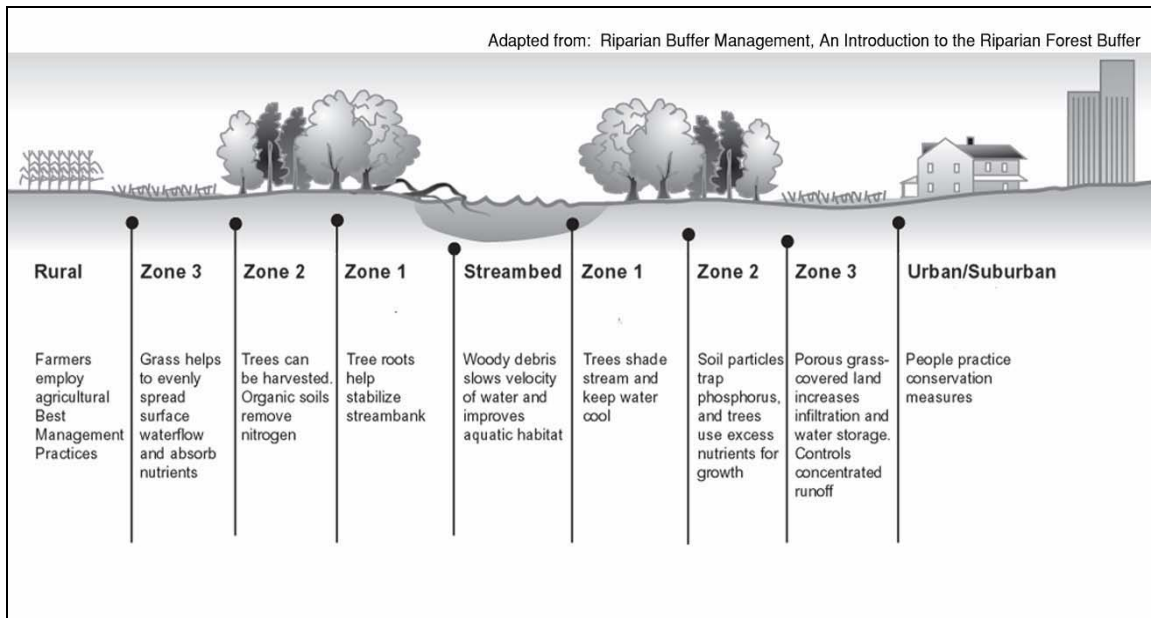 Adapted from: Riparian Buffer Management, An Introduction to the Riparian Forest Buffer
Rural
Farmers
employ
agricultural
Best
Management
Practices
Zone 3
Grass helps
to evenly
spread
surface
waterflow
and absorb
nutrients
Zone 2
Trees can
be harvested.
Organic soils
remove
nitrogen
Zone 1
Tree roots
help
stabilize
streambank
Streambed
Woody debris
slows velocity
of water and
improves
aquatic habitat
Zone 1
Trees shade
stream and
keep water
cool
Zone 2
Soil particles
trap
phosphorus,
and trees
use excess
nutrients for
growth
Zone 3
Porous grass-
covered land
increases
infiltration and
water storage.
Controls
concentrated
runoff
Urban/Suburban
People practice
conservation
measures